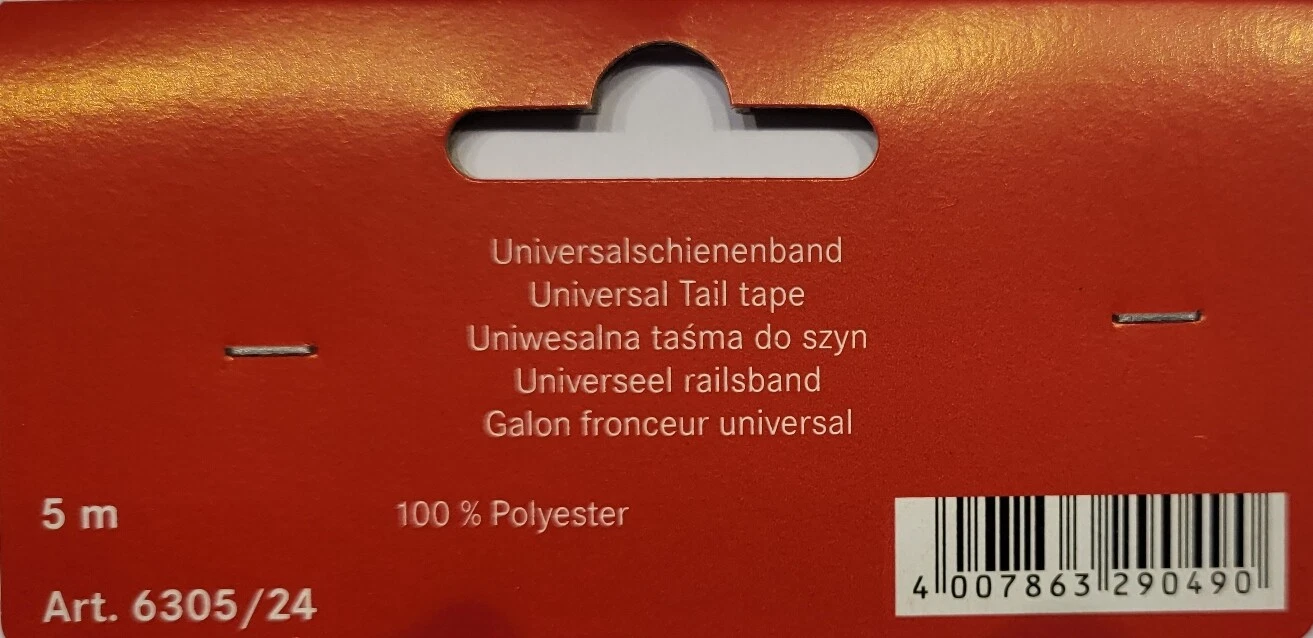 Universalschienenband
Universal Tail tape
Uniwesalna taśma do szyn
Universeel railsband
Galon fronceur universal
5 m
100 % Polyester
Art. 6305/24
4 007863 290490